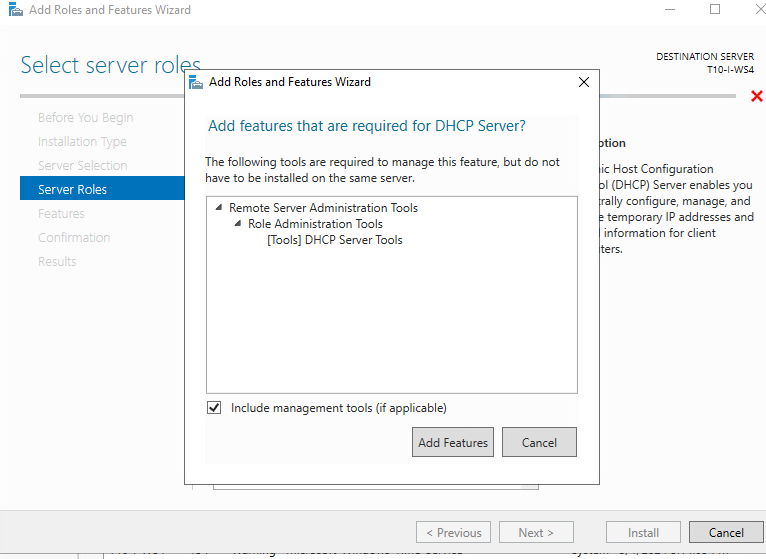 Add Roles and Features Wizard
Select server roles
DESTINATION SERVER
T10-I-WS4
Before You Begin
Installation Type
Server Selection
Server Roles
Features
Confirmation
Results
Add Roles and Features Wizard
Add features that are required for DHCP Server?
The following tools are required to manage this feature, but do not
have to be installed on the same server.
Remote Server Administration Tools
Role Administration Tools
[Tools] DHCP Server Tools
Include management tools (if applicable)
Add Features
Cancel
ption
ic Host Configuration
ol (DHCP) Server enables you
trally configure, manage, and
e temporary IP addresses and
information for client
ters.
< Previous
Next >
Install
Cancel